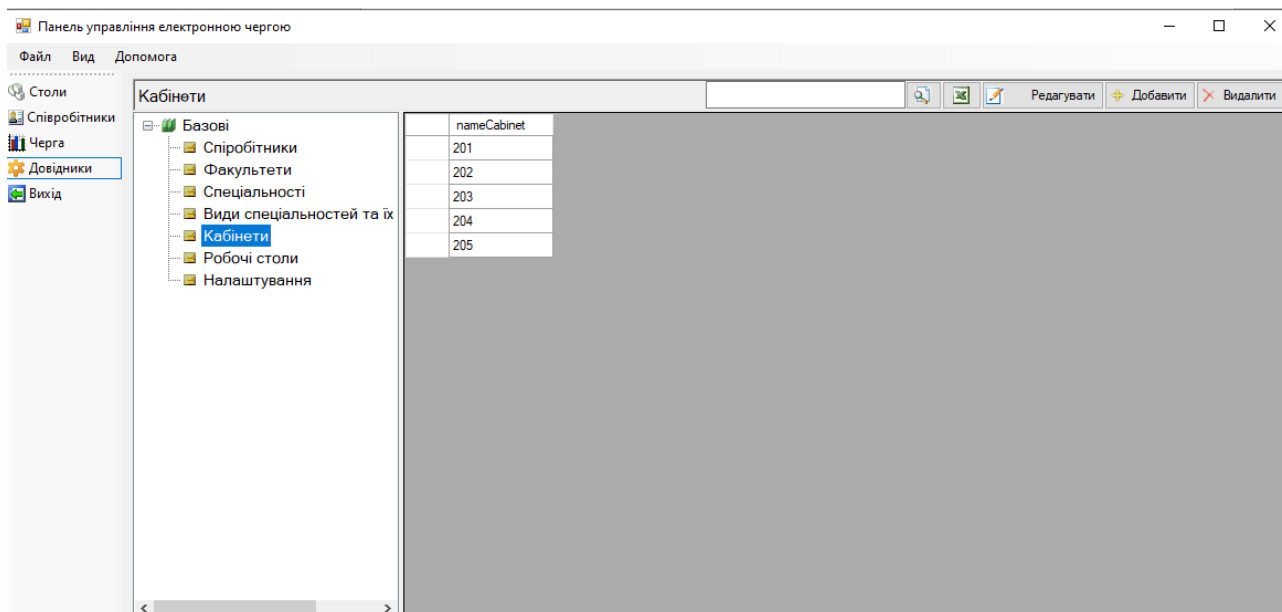 Панель управління електронною чергою
Файл Вид Допомога
Столи
Співробітники
Черга
Довідники
Вихід
Кабінети
Редагувати Добавити Видалити
Базові
Спіробітники
Факультети
Спеціальності
Види спеціальностей та їх
Кабінети
Робочі столи
Налаштування
nameCabinet
201
202
203
204
205